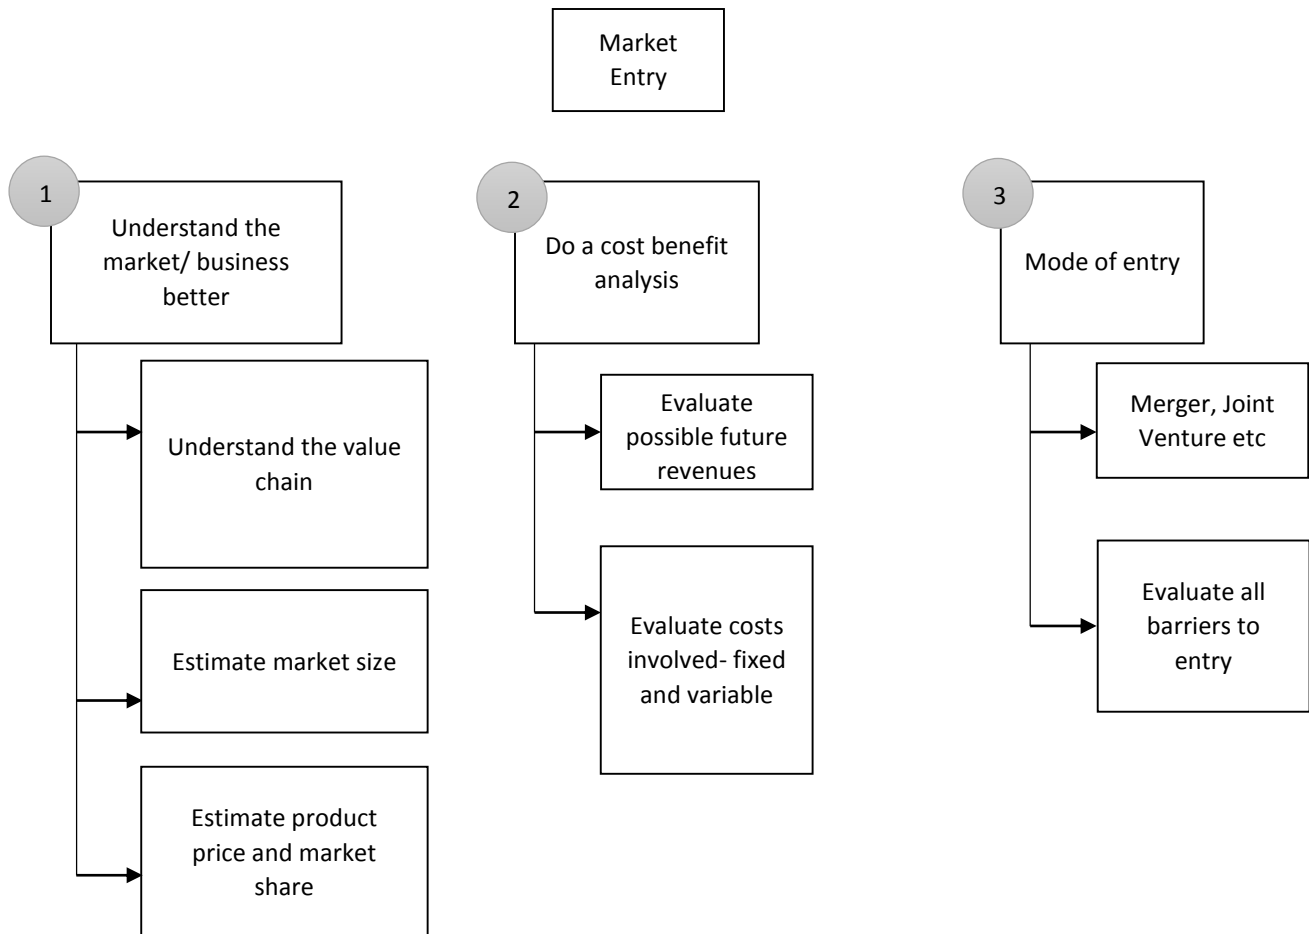 Market
Entry
1
Understand the
market/ business
better
Understand the value
chain
Estimate market size
Estimate product
price and market
share
2
Do a cost benefit
analysis
Evaluate
possible future
revenues
Evaluate costs
involved- fixed
and variable
3
Mode of entry
Merger, Joint
Venture etc
Evaluate all
barriers to
entry